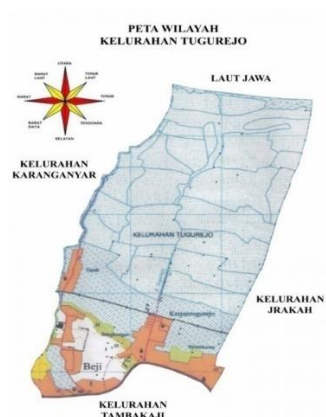 PETA WILAYAH
KELURAHAN TUGUREJO
UTARA
BARAT LAUT
TIMUR LAUT
BARAT
TIMUR
BARAT DAYA
TENGGARA
SELATAN
LAUT JAWA
KELURAHAN
KARANGANYAR
KELURAHAN TUGUREJO
Tapak
KELURAHAN
JRAKAH
Beji
KELURAHAN
TAMBAKAJI